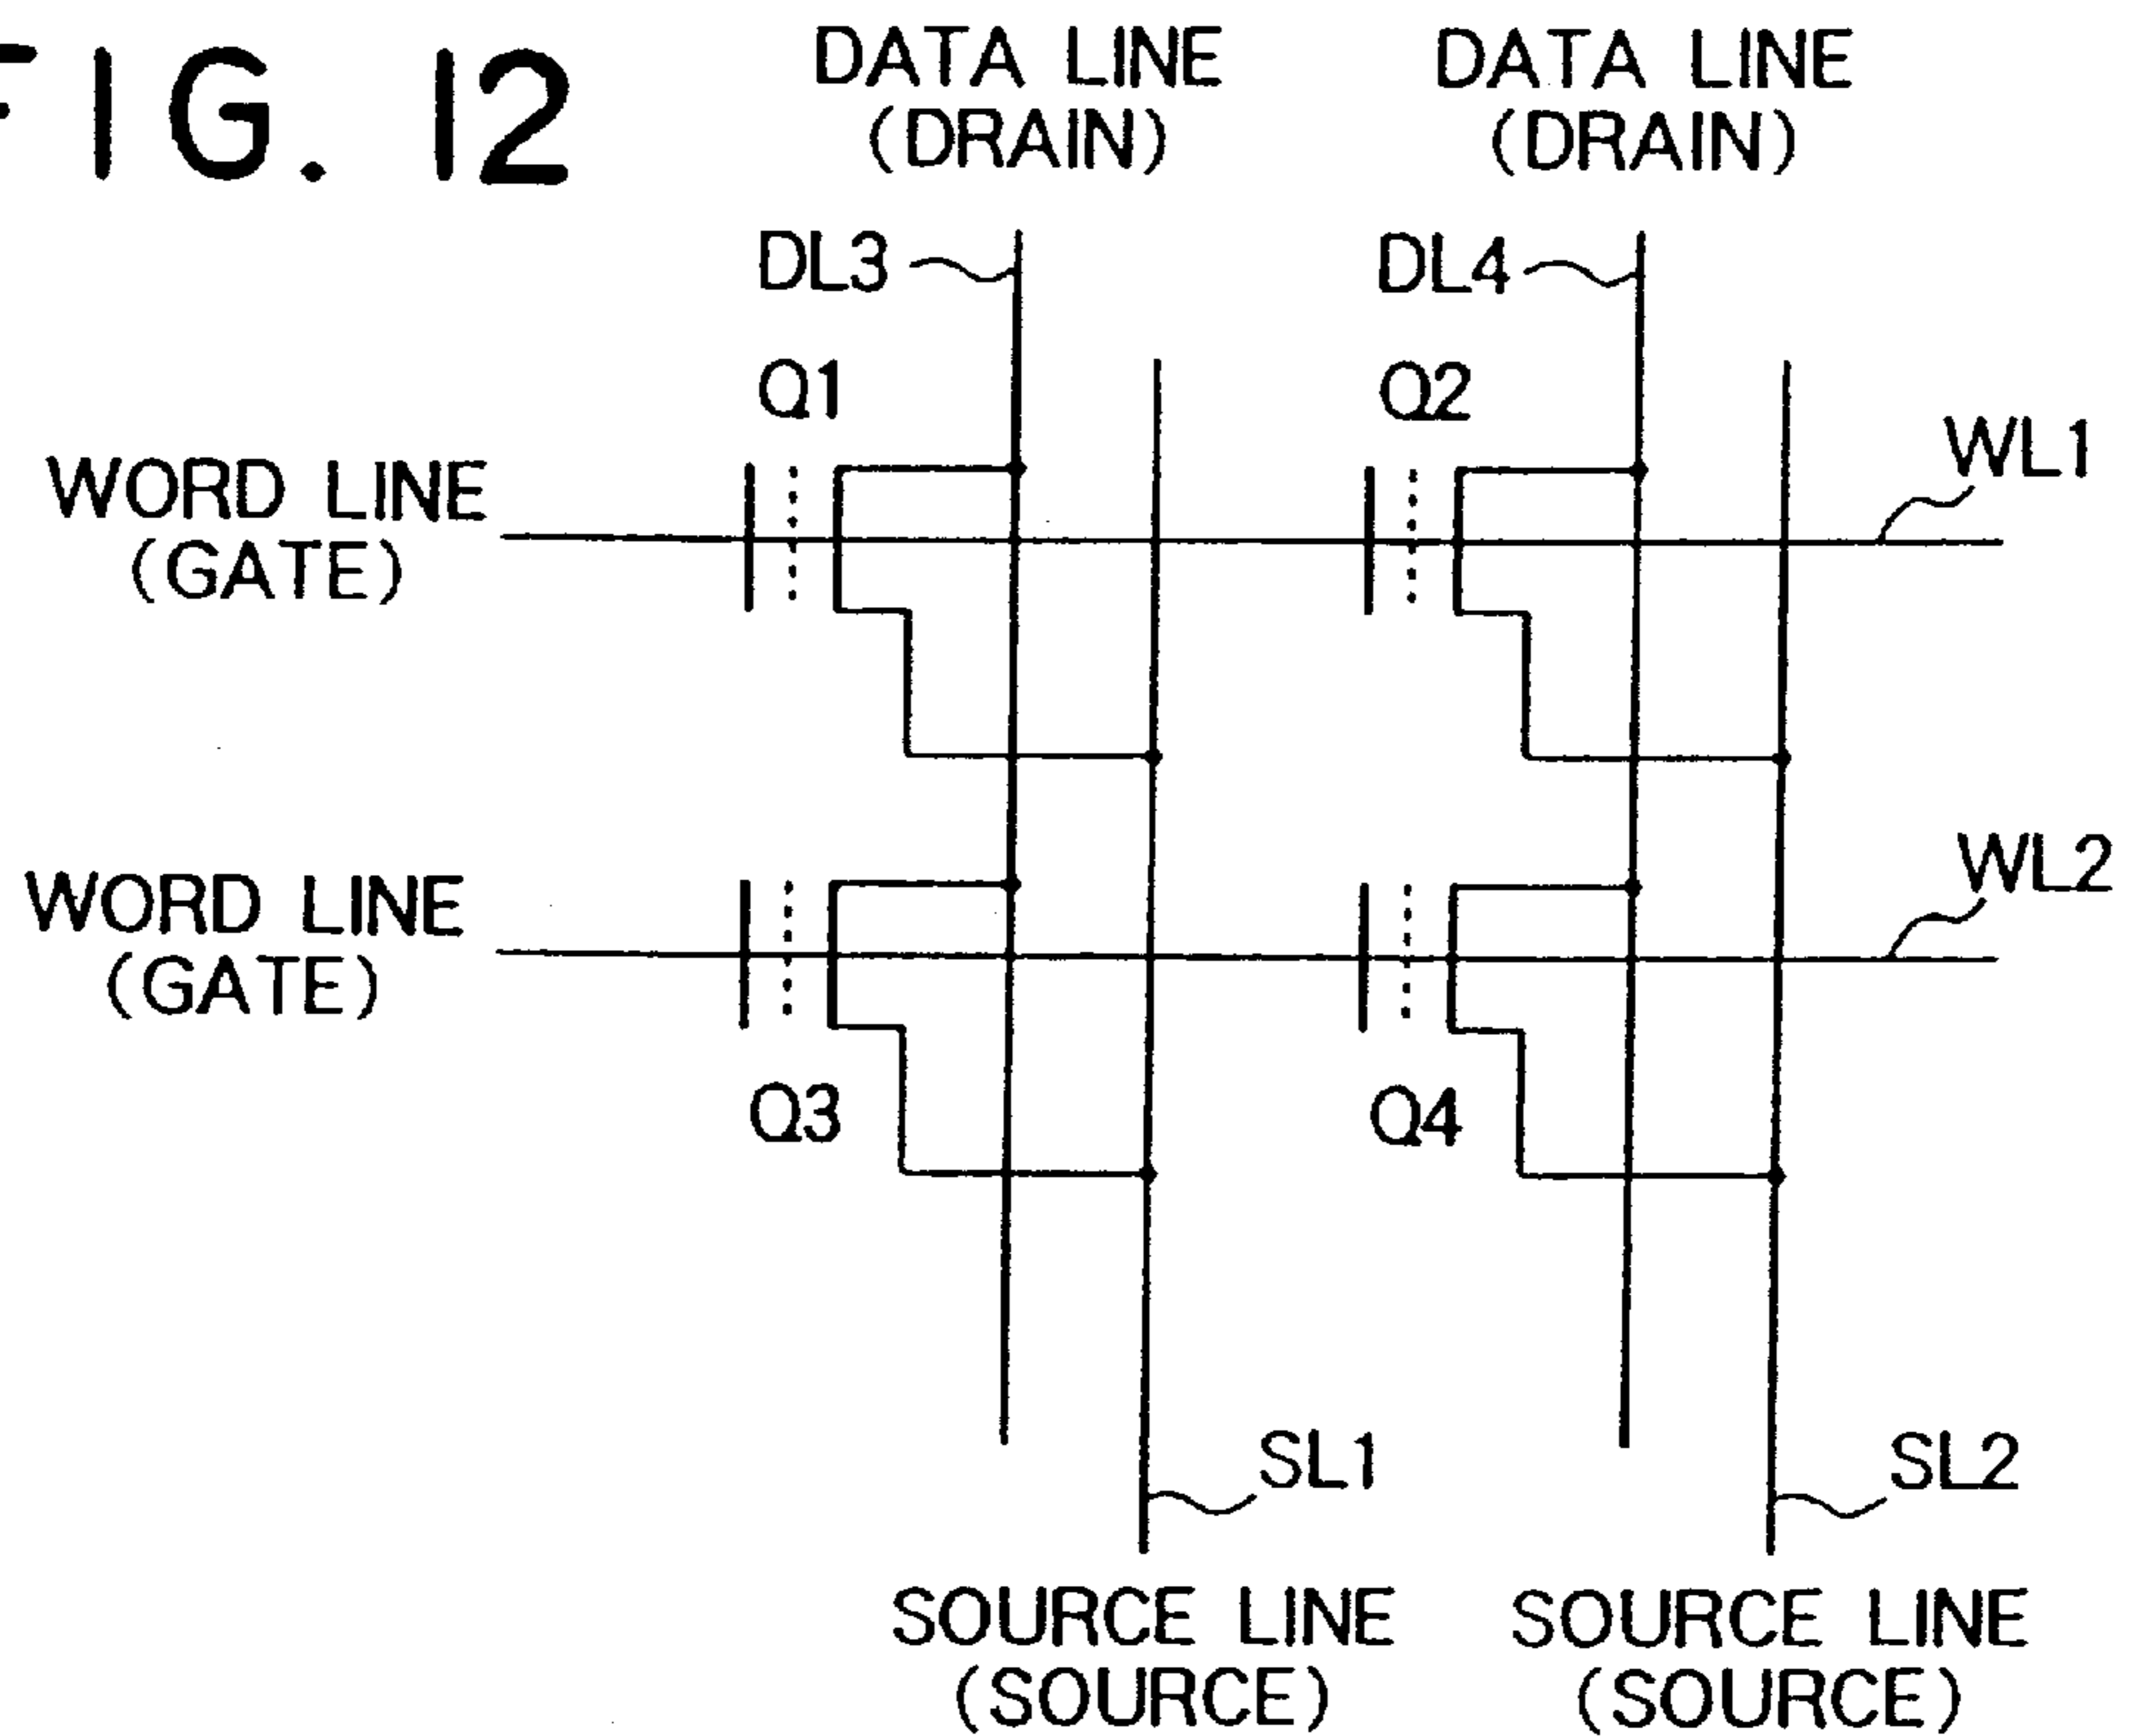 FIG. 12
DATA LINE
(DRAIN)
DATA LINE
(DRAIN)
DL3
DL4
Q1
Q2
WL1
WORD LINE
(GATE)
WL2
WORD LINE
(GATE)
Q3
Q4
SL1
SL2
SOURCE LINE
(SOURCE)
SOURCE LINE
(SOURCE)